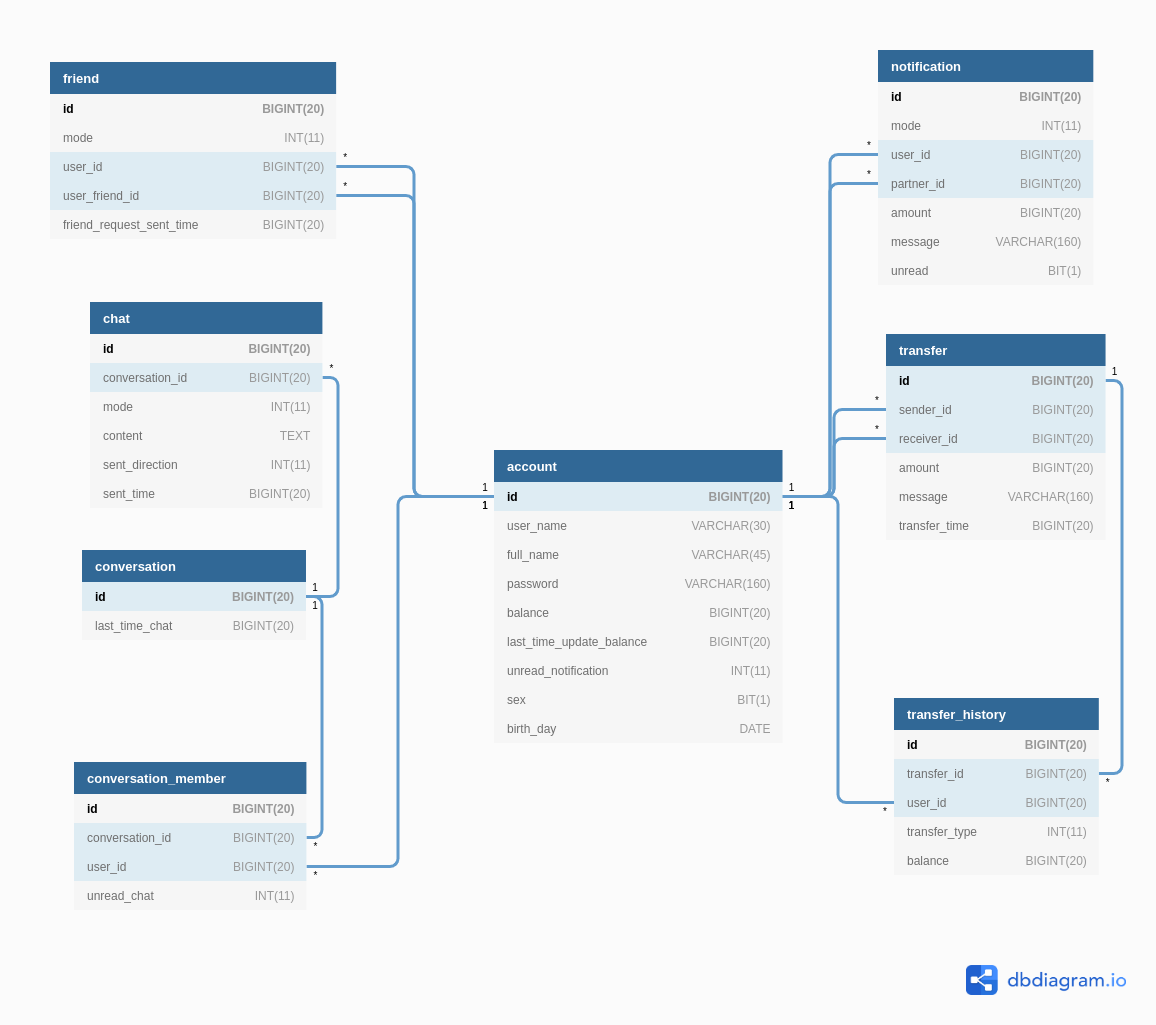 friend
id BIGINT(20)
mode INT(11)
user_id BIGINT(20) *
user_friend_id BIGINT(20) *
friend_request_sent_time BIGINT(20)
chat
id BIGINT(20)
conversation_id BIGINT(20) *
mode INT(11)
content TEXT
sent_direction INT(11)
sent_time BIGINT(20)
conversation
id BIGINT(20) 1 1
last_time_chat BIGINT(20)
conversation_member
id BIGINT(20)
conversation_id BIGINT(20) *
user_id BIGINT(20) *
unread_chat INT(11)
account
1 id BIGINT(20) 1
1 1
user_name VARCHAR(30)
full_name VARCHAR(45)
password VARCHAR(160)
balance BIGINT(20)
last_time_update_balance BIGINT(20)
unread_notification INT(11)
sex BIT(1)
birth_day DATE
notification
id BIGINT(20)
mode INT(11)
* user_id BIGINT(20)
* partner_id BIGINT(20)
amount BIGINT(20)
message VARCHAR(160)
unread BIT(1)
transfer
id BIGINT(20) 1
* sender_id BIGINT(20)
* receiver_id BIGINT(20)
amount BIGINT(20)
message VARCHAR(160)
transfer_time BIGINT(20)
transfer_history
id BIGINT(20)
transfer_id BIGINT(20) *
* user_id BIGINT(20)
transfer_type INT(11)
balance BIGINT(20)
dbdiagram.io